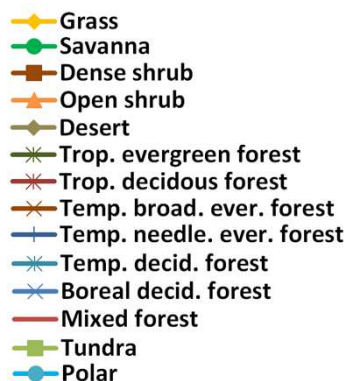 Grass
Savanna
Dense shrub
Open shrub
Desert
Trop. evergreen forest
Trop. decidous forest
Temp. broad. ever. forest
Temp. needle. ever. forest
Temp. decid. forest
Boreal decid. forest
Mixed forest
Tundra
Polar